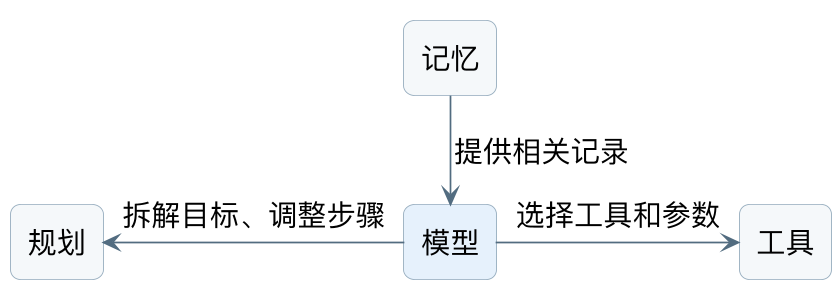 记忆
提供相关记录
拆解目标、调整步骤
选择工具和参数
规划
模型
工具